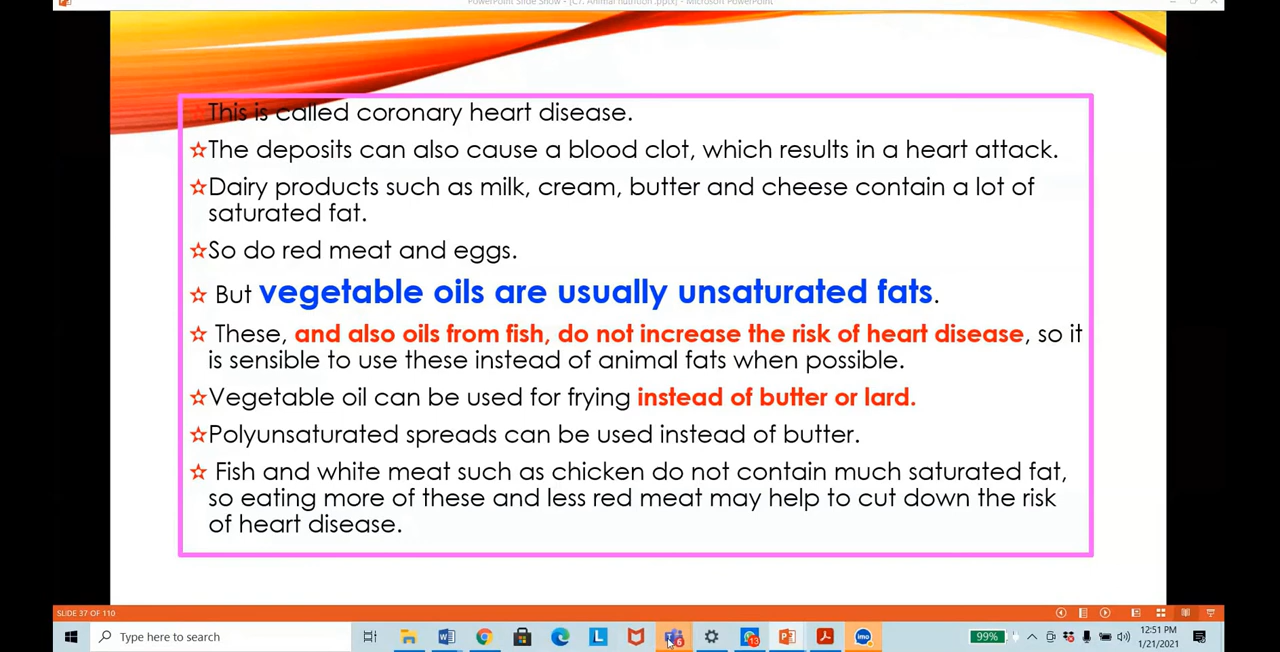 PowerPoint Slide Show - [C7. Animal nutrition .pptx] - Microsoft PowerPoint
This is called coronary heart disease.
The deposits can also cause a blood clot, which results in a heart attack.
Dairy products such as milk, cream, butter and cheese contain a lot of
saturated fat.
So do red meat and eggs.
But vegetable oils are usually unsaturated fats.
These, and also oils from fish, do not increase the risk of heart disease, so it
is sensible to use these instead of animal fats when possible.
Vegetable oil can be used for frying instead of butter or lard.
Polyunsaturated spreads can be used instead of butter.
Fish and white meat such as chicken do not contain much saturated fat,
so eating more of these and less red meat may help to cut down the risk
of heart disease.
SLIDE 37 OF 110
Type here to search
L
6
13
imo
99%
12:51 PM
1/21/2021